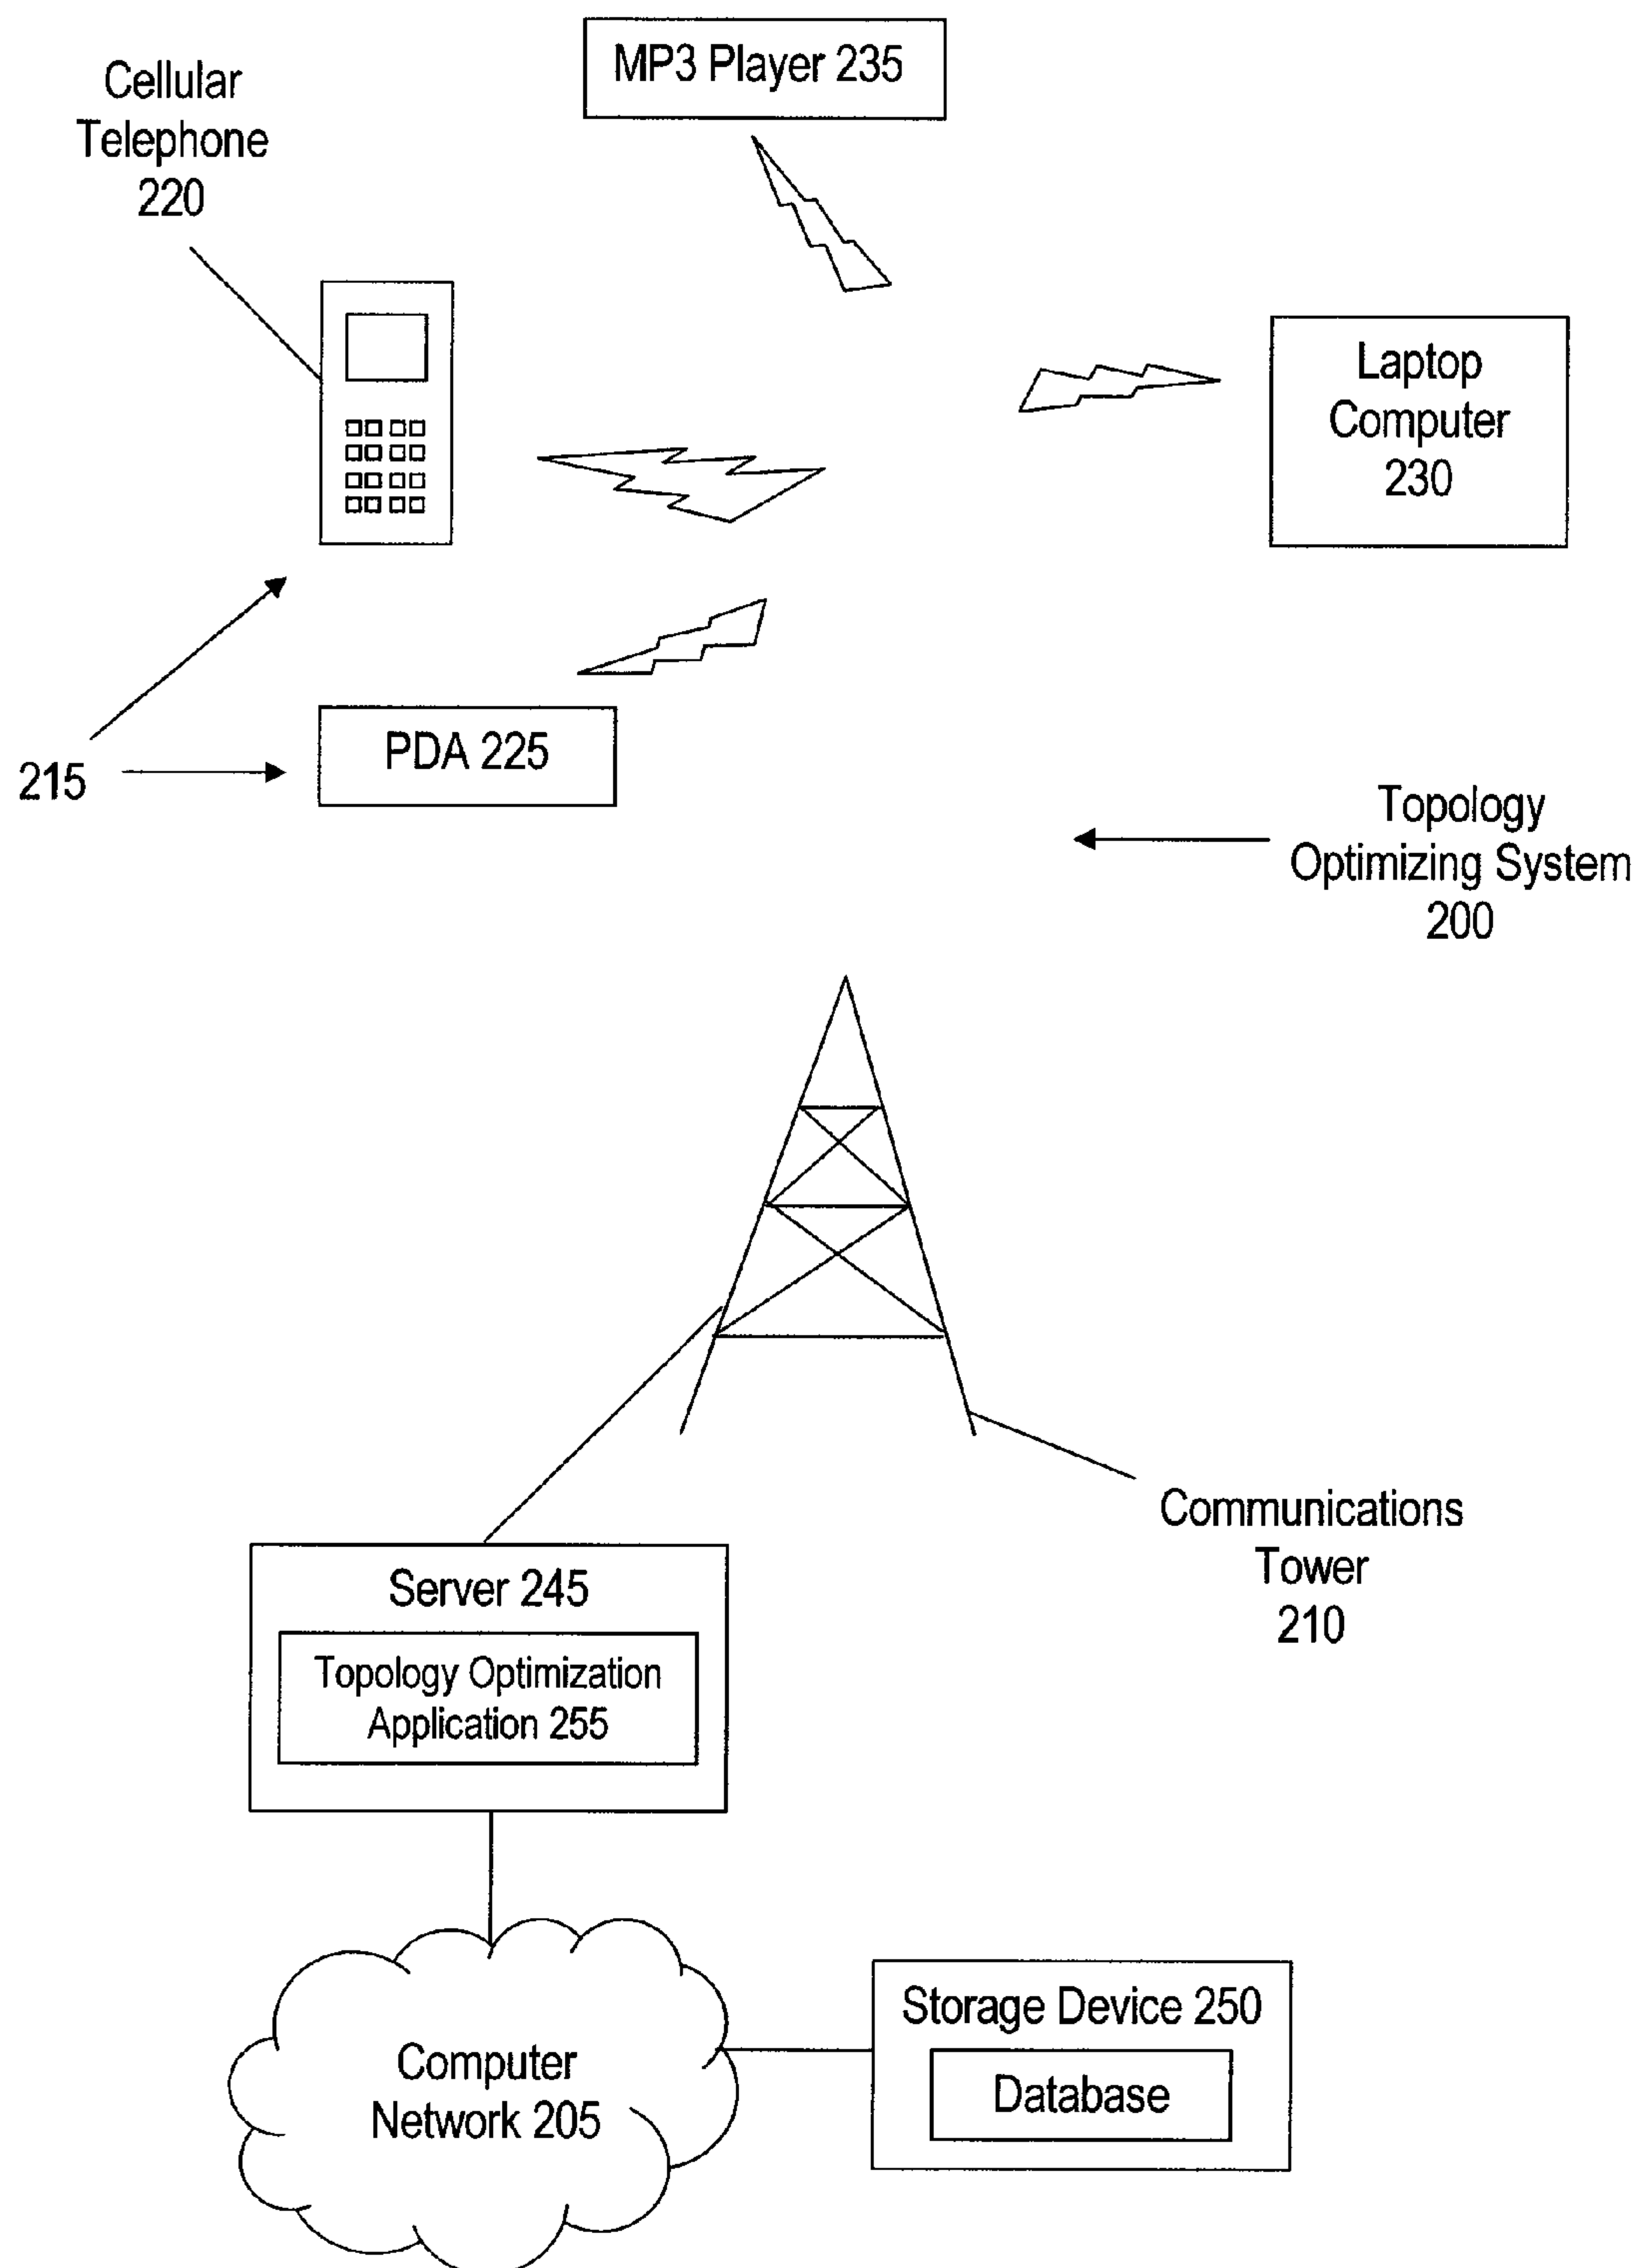 MP3 Player 235
Cellular
Telephone
220
Laptop
Computer
230
PDA 225
215
Topology
Optimizing System
200
Communications
Tower
210
Server 245
Topology Optimization
Application 255
Storage Device 250
Database
Computer
Network 205